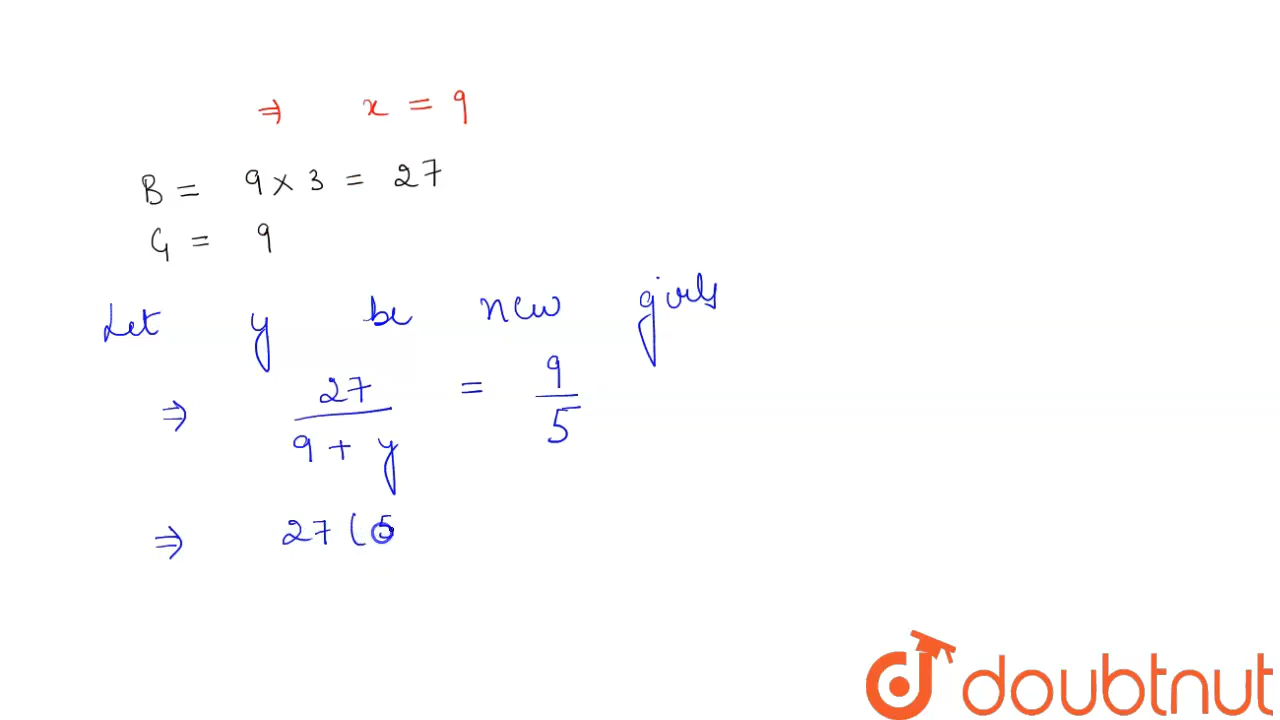 ⇒ x = 9
B = 9 × 3 = 27
G = 9
Let y be new girls
⇒ 27/(9 + y) = 9/5
⇒ 27 ( 5
doubtnut